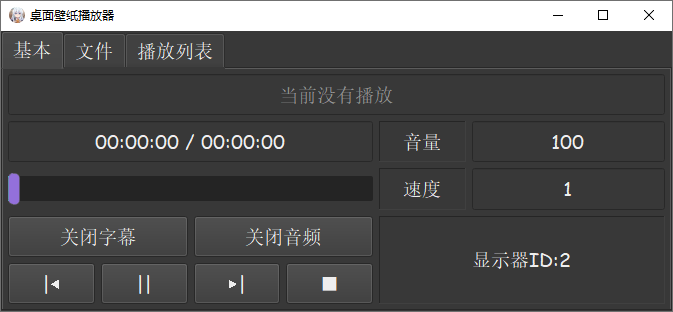 桌面壁纸播放器
基本 文件 播放列表
当前没有播放
00:00:00 / 00:00:00 音量 100
速度 1
关闭字幕 关闭音频
显示器ID:2